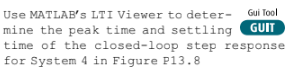 Use MATLAB's LTI Viewer to deter-
Gui Tool
GUIT
mine the peak time and settling
time of the closed-loop step response
for System 4 in Figure P13.8